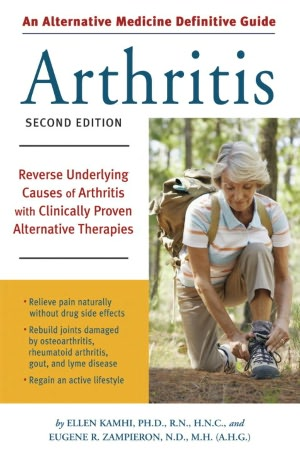 An Alternative Medicine Definitive Guide
Arthritis
SECOND EDITION
Reverse Underlying
Causes of Arthritis
with Clinically Proven
Alternative Therapies
• Relieve pain naturally
without drug side effects
• Rebuild joints damaged
by osteoarthritis,
rheumatoid arthritis,
gout, and lyme disease
• Regain an active lifestyle
by ELLEN KAMHI, PH.D., R.N., H.N.C., and
EUGENE R. ZAMPIERON, N.D., M.H. (A.H.G.)